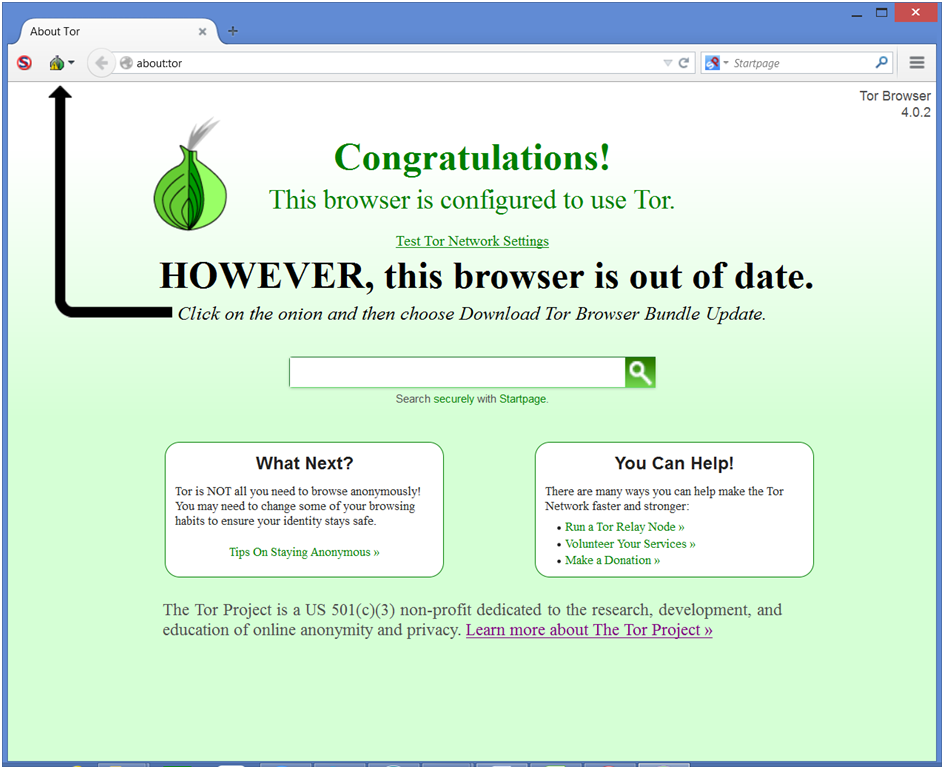 About Tor
about:tor
Startpage
Tor Browser
4.0.2
Congratulations!
This browser is configured to use Tor.
Test Tor Network Settings
HOWEVER, this browser is out of date.
Click on the onion and then choose Download Tor Browser Bundle Update.
Search securely with Startpage.
What Next?
Tor is NOT all you need to browse anonymously!
You may need to change some of your browsing
habits to ensure your identity stays safe.
Tips On Staying Anonymous »
You Can Help!
There are many ways you can help make the Tor
Network faster and stronger:
• Run a Tor Relay Node »
• Volunteer Your Services »
• Make a Donation »
The Tor Project is a US 501(c)(3) non-profit dedicated to the research, development, and
education of online anonymity and privacy. Learn more about The Tor Project »